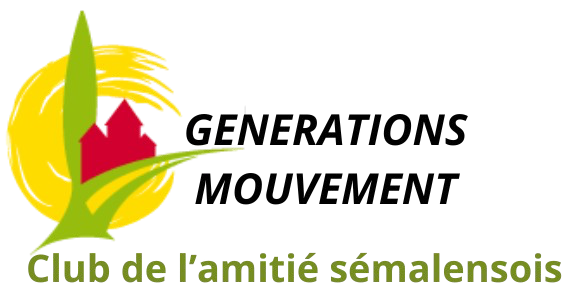 GENERATIONS
MOUVEMENT
Club de l’amitié sémalensois